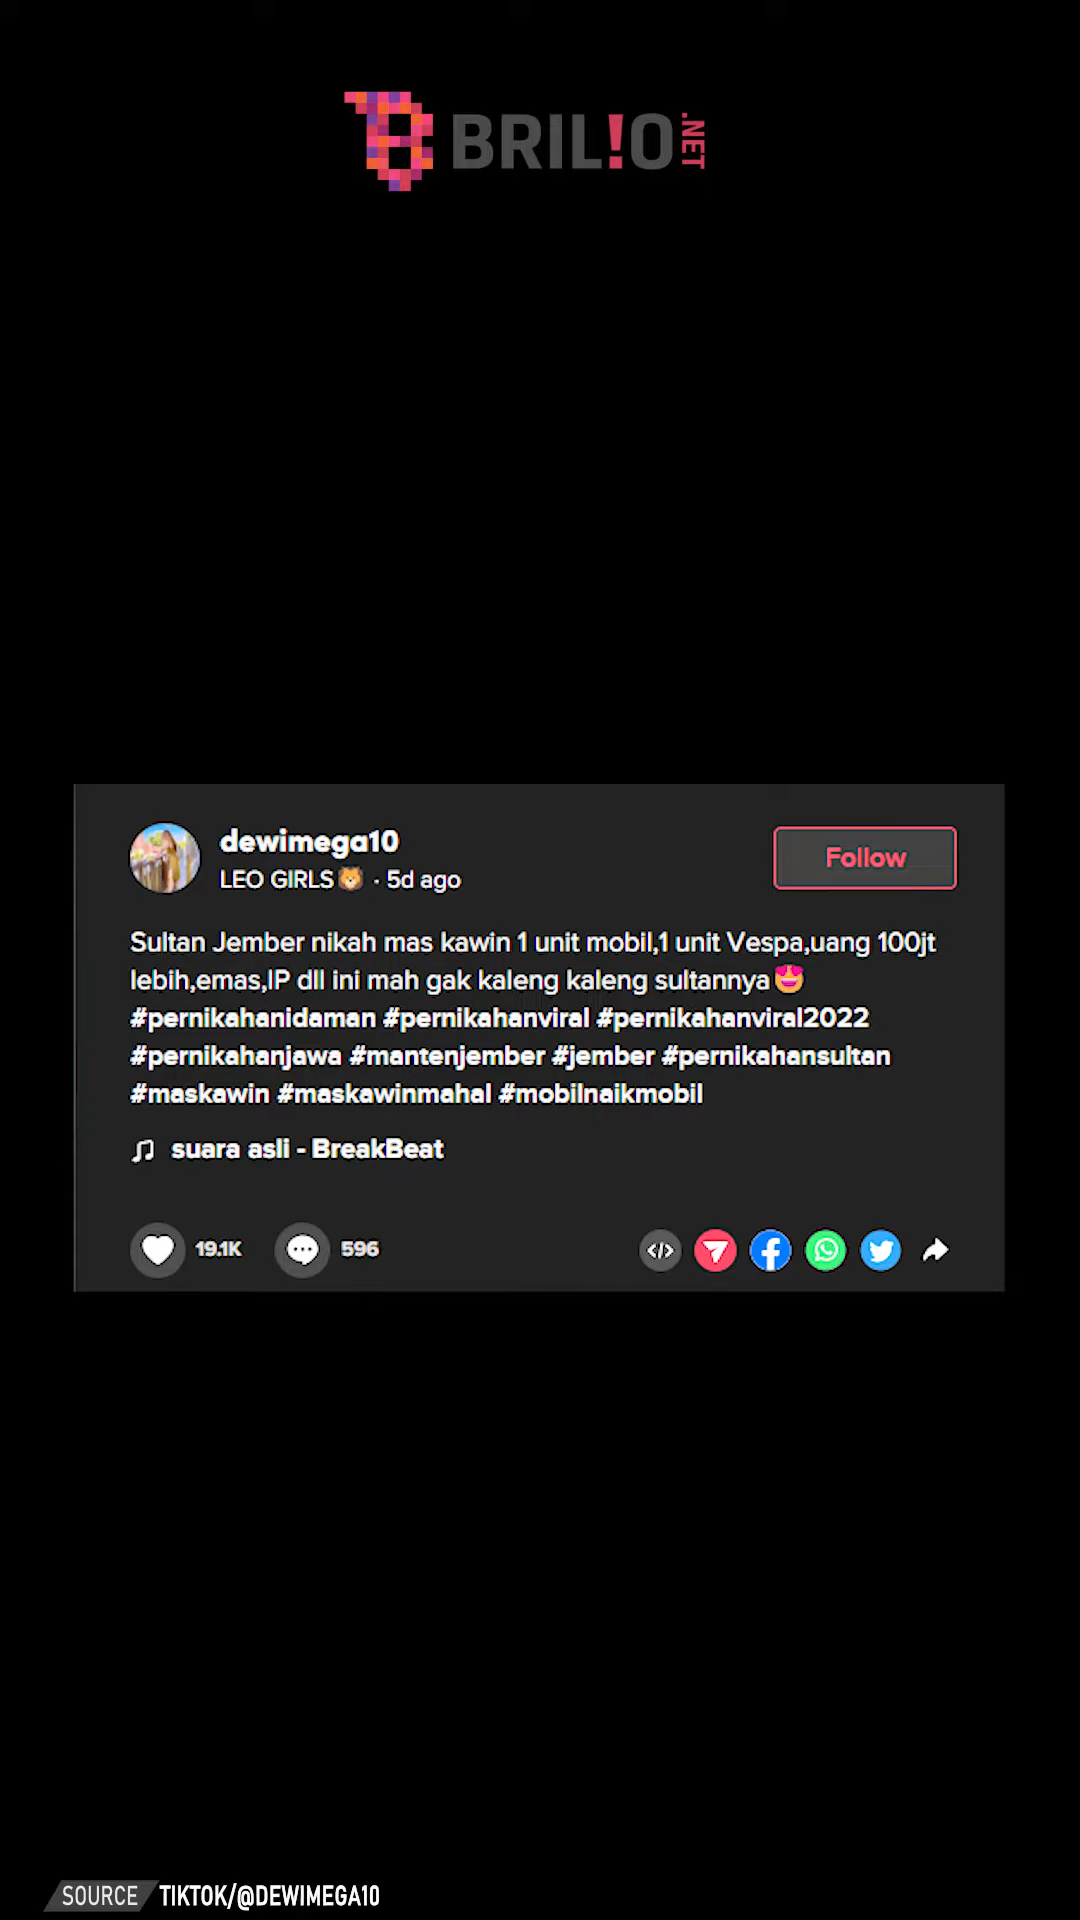 BRIL!O.NET
dewimega10
LEO GIRLS🦁 · 5d ago
Follow
Sultan Jember nikah mas kawin 1 unit mobil,1 unit Vespa,uang 100jt
lebih,emas,IP dll ini mah gak kaleng kaleng sultannya😍
#pernikahanidaman #pernikahanviral #pernikahanviral2022
#pernikahanjawa #mantenjember #jember #pernikahansultan
#maskawin #maskawinmahal #mobilnaikmobil
suara asli - BreakBeat
19.1K
596
SOURCE TIKTOK/@DEWIMEGA10